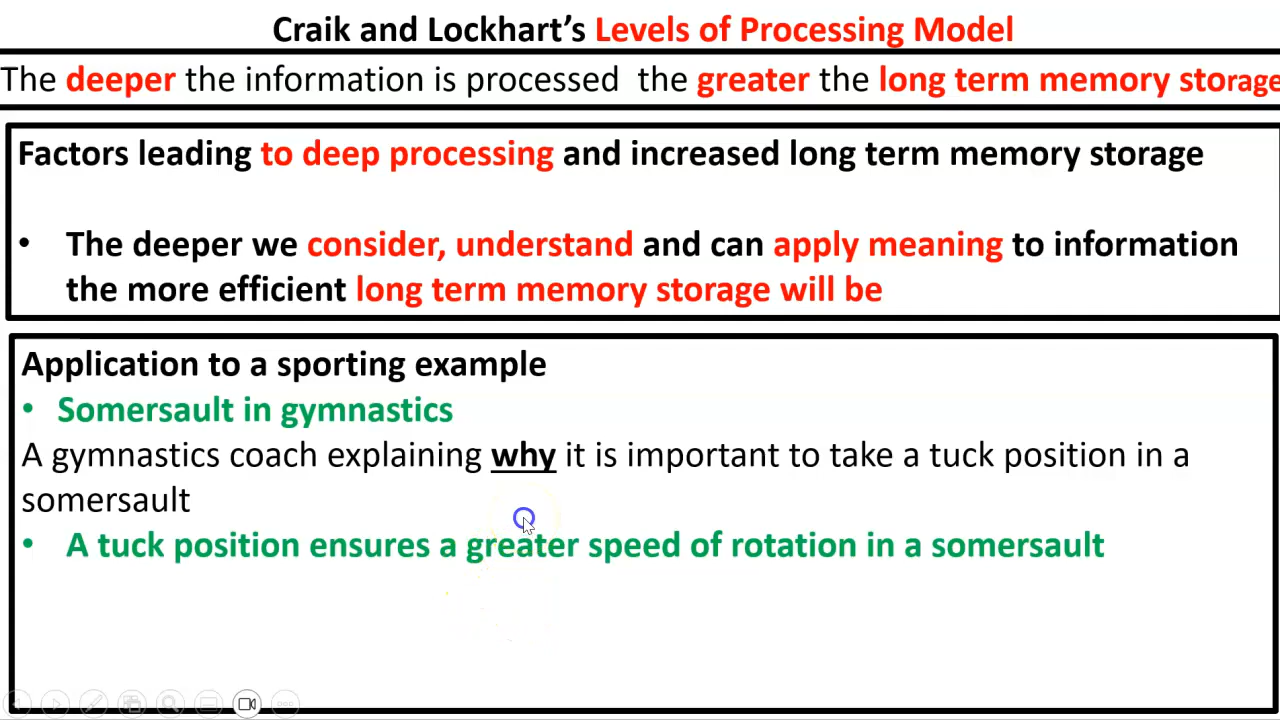 Craik and Lockhart’s Levels of Processing Model
The deeper the information is processed the greater the long term memory storage
Factors leading to deep processing and increased long term memory storage
• The deeper we consider, understand and can apply meaning to information
the more efficient long term memory storage will be
Application to a sporting example
• Somersault in gymnastics
A gymnastics coach explaining why it is important to take a tuck position in a
somersault
• A tuck position ensures a greater speed of rotation in a somersault